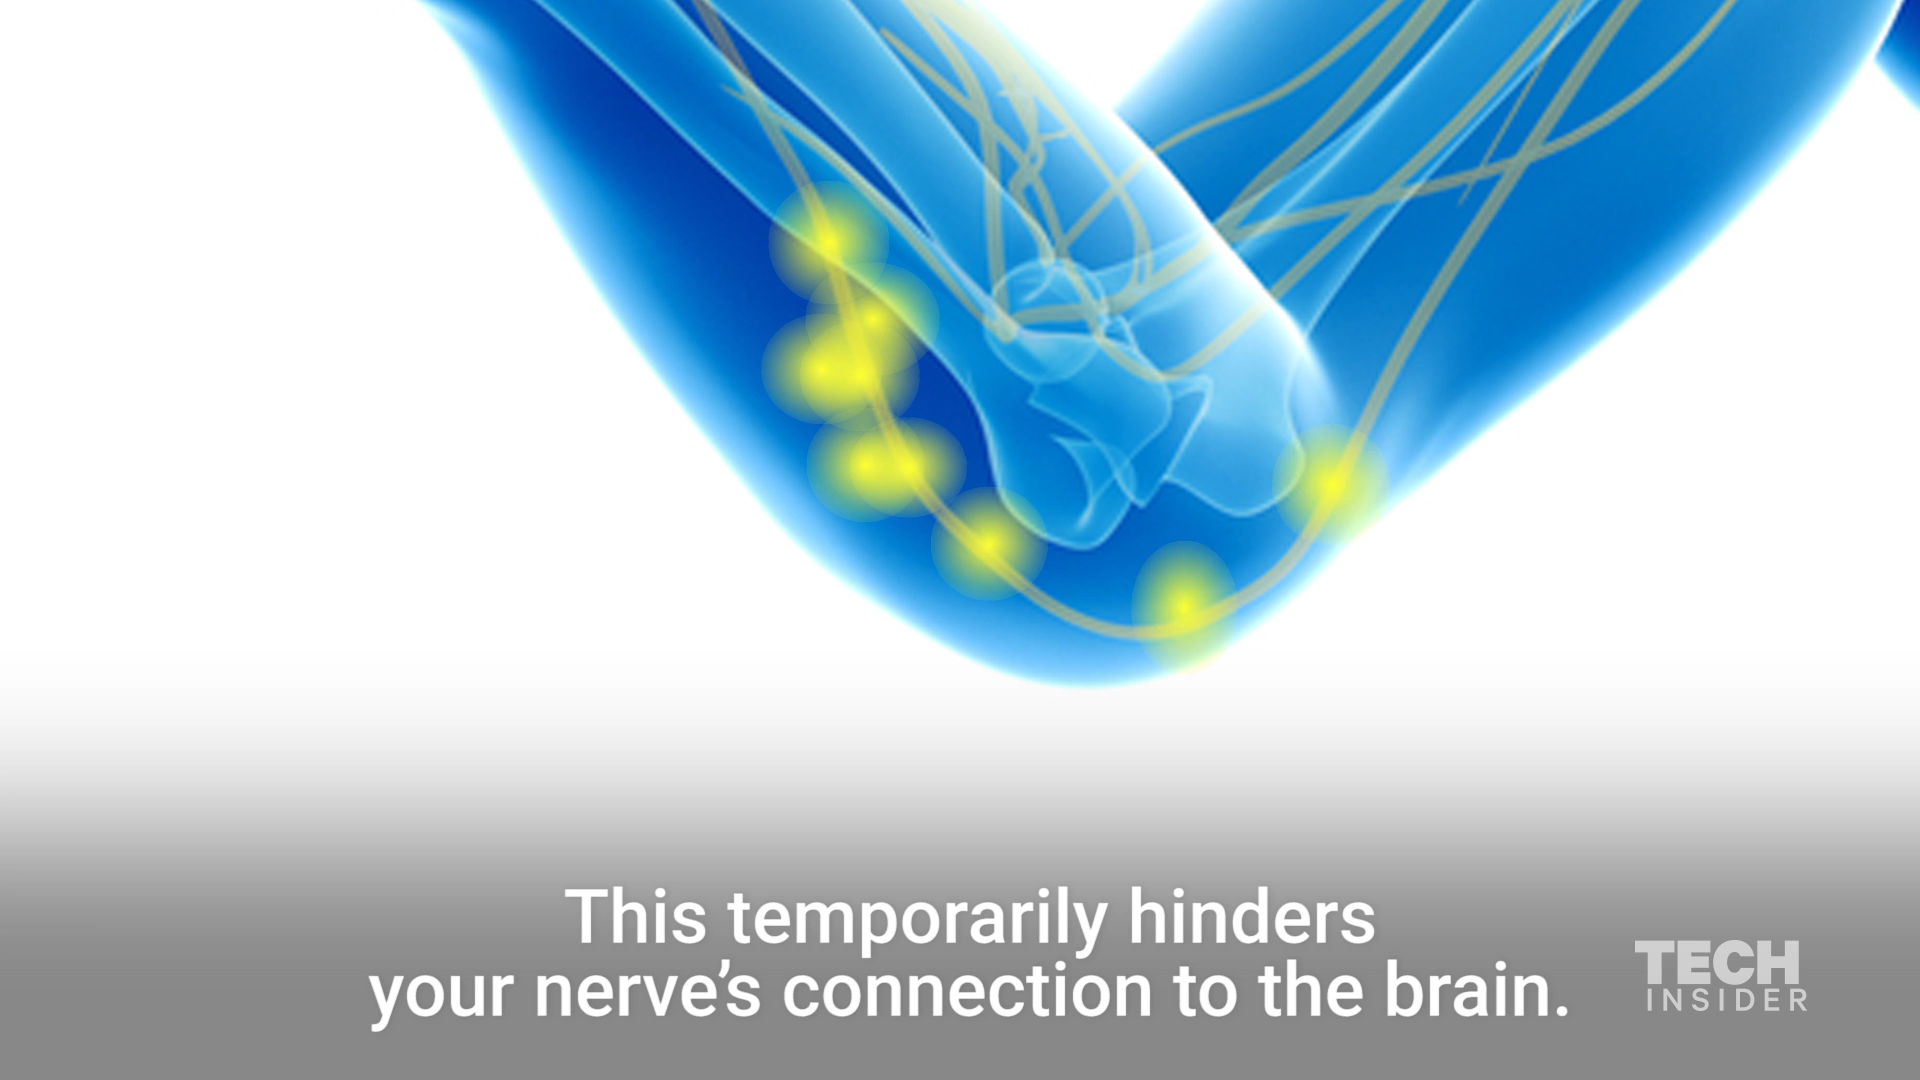 This temporarily hinders
your nerve’s connection to the brain.
TECH
INSIDER